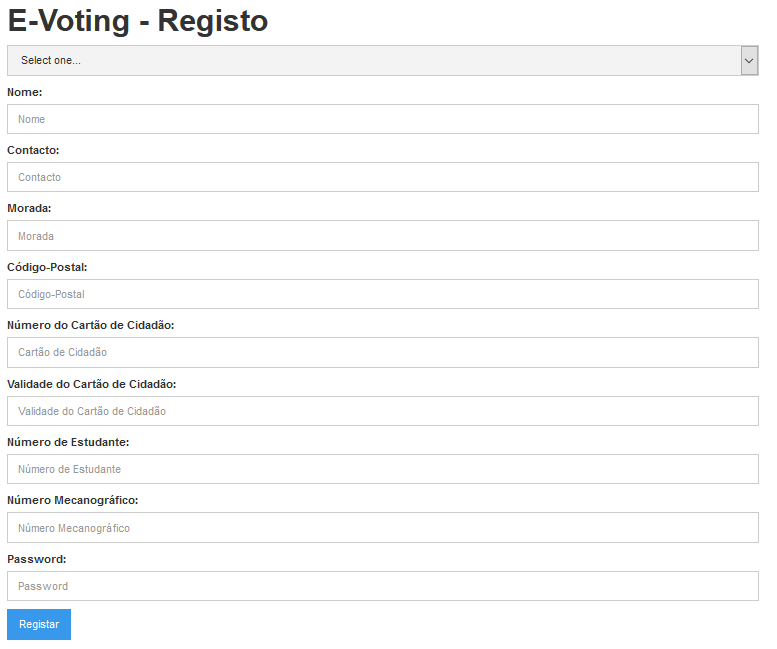 E-Voting - Registo
Select one...
Nome:
Nome
Contacto:
Contacto
Morada:
Morada
Código-Postal:
Código-Postal
Número do Cartão de Cidadão:
Cartão de Cidadão
Validade do Cartão de Cidadão:
Validade do Cartão de Cidadão
Número de Estudante:
Número de Estudante
Número Mecanográfico:
Número Mecanográfico
Password:
Password
Registar